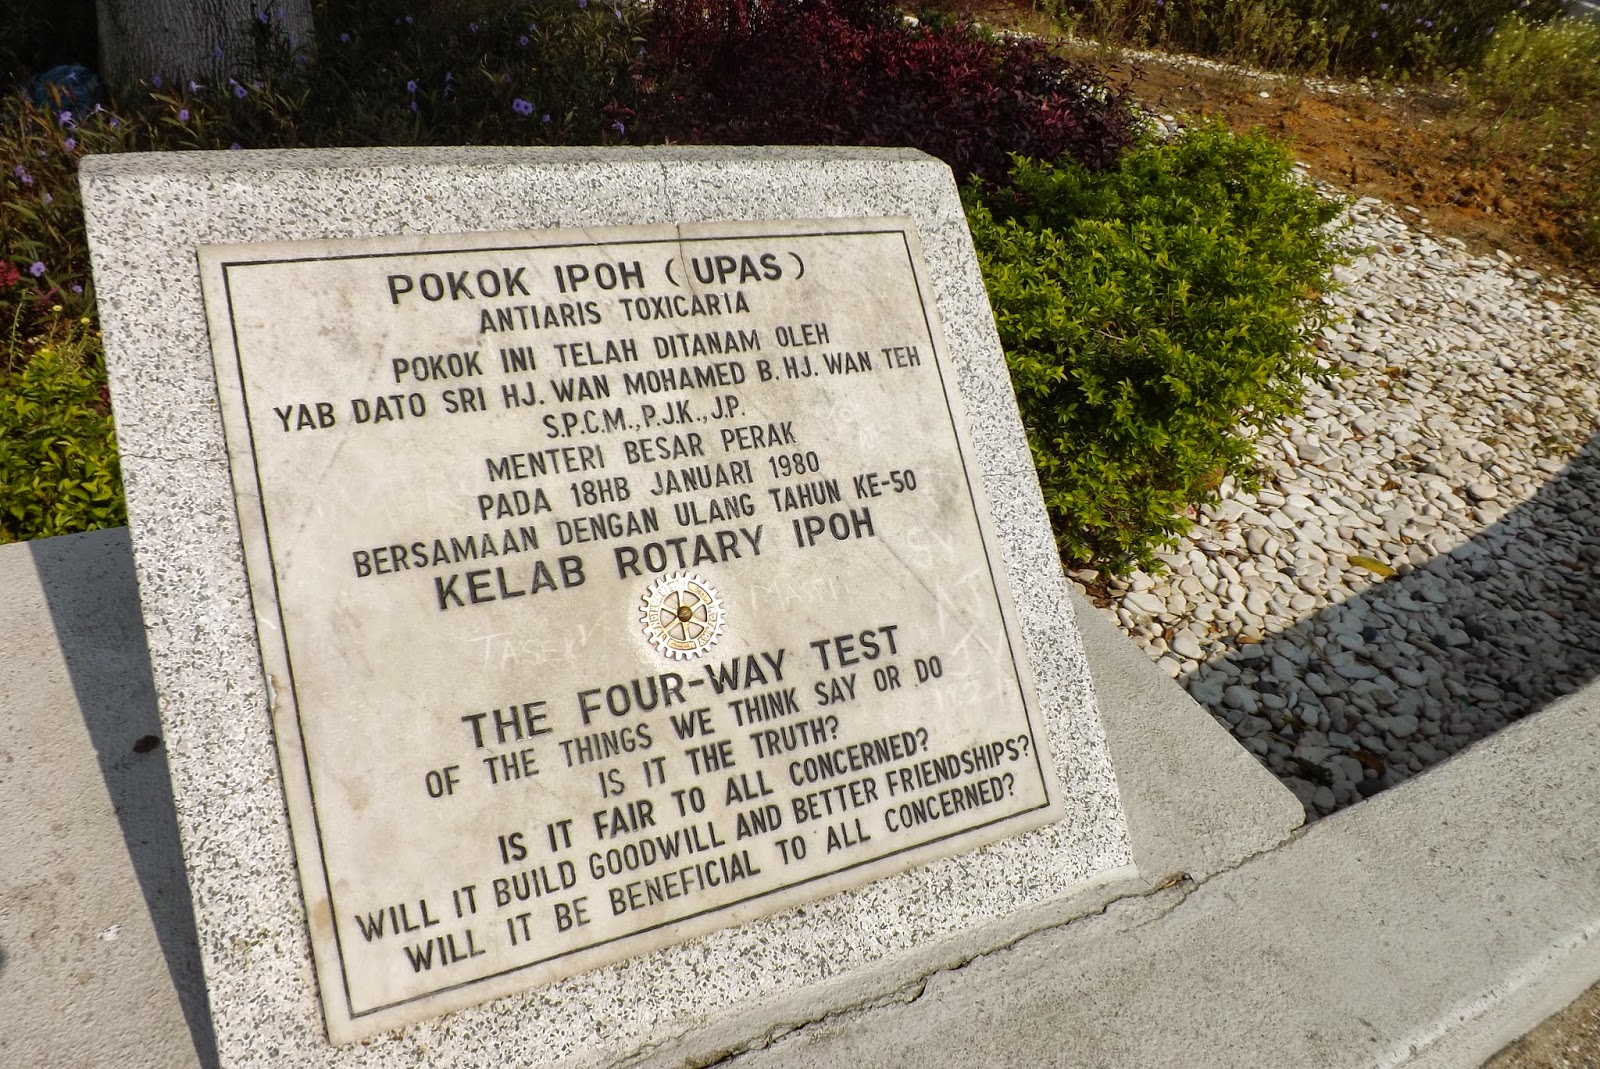 POKOK IPOH ( UPAS )
ANTIARIS TOXICARIA
POKOK INI TELAH DITANAM OLEH
YAB DATO SRI HJ. WAN MOHAMED B. HJ. WAN TEH
S.P.C.M., P.J.K., J.P.
MENTERI BESAR PERAK
PADA 18HB JANUARI 1980
BERSAMAAN DENGAN ULANG TAHUN KE-50
KELAB ROTARY IPOH
TASEK
THE FOUR-WAY TEST
OF THE THINGS WE THINK SAY OR DO
IS IT THE TRUTH?
IS IT FAIR TO ALL CONCERNED?
WILL IT BUILD GOODWILL AND BETTER FRIENDSHIPS?
WILL IT BE BENEFICIAL TO ALL CONCERNED?